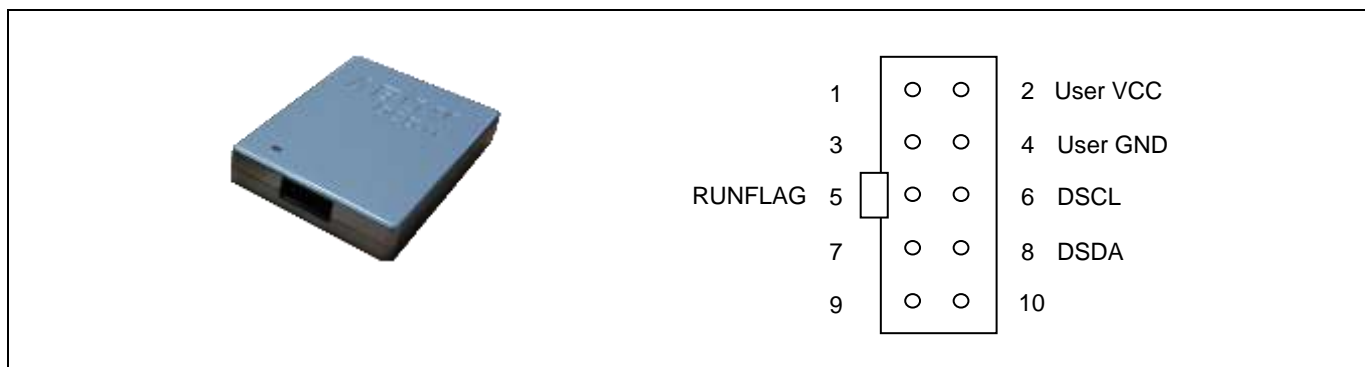 1 2 User VCC
3 4 User GND
RUNFLAG 5 6 DSCL
7 8 DSDA
9 10